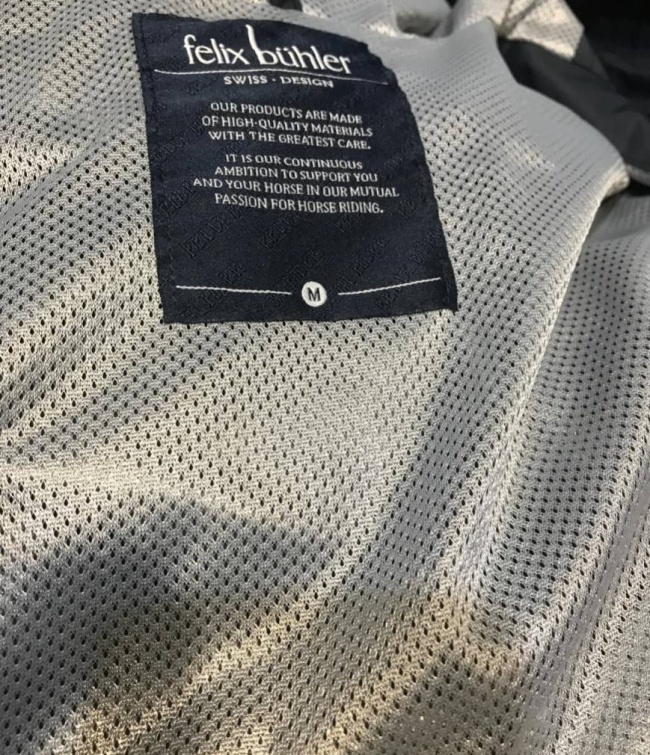 felix bühler
SWISS · DESIGN
OUR PRODUCTS ARE MADE
OF HIGH-QUALITY MATERIALS
WITH THE GREATEST CARE.
IT IS OUR CONTINUOUS
AMBITION TO SUPPORT YOU
AND YOUR HORSE IN OUR MUTUAL
PASSION FOR HORSE RIDING.
M